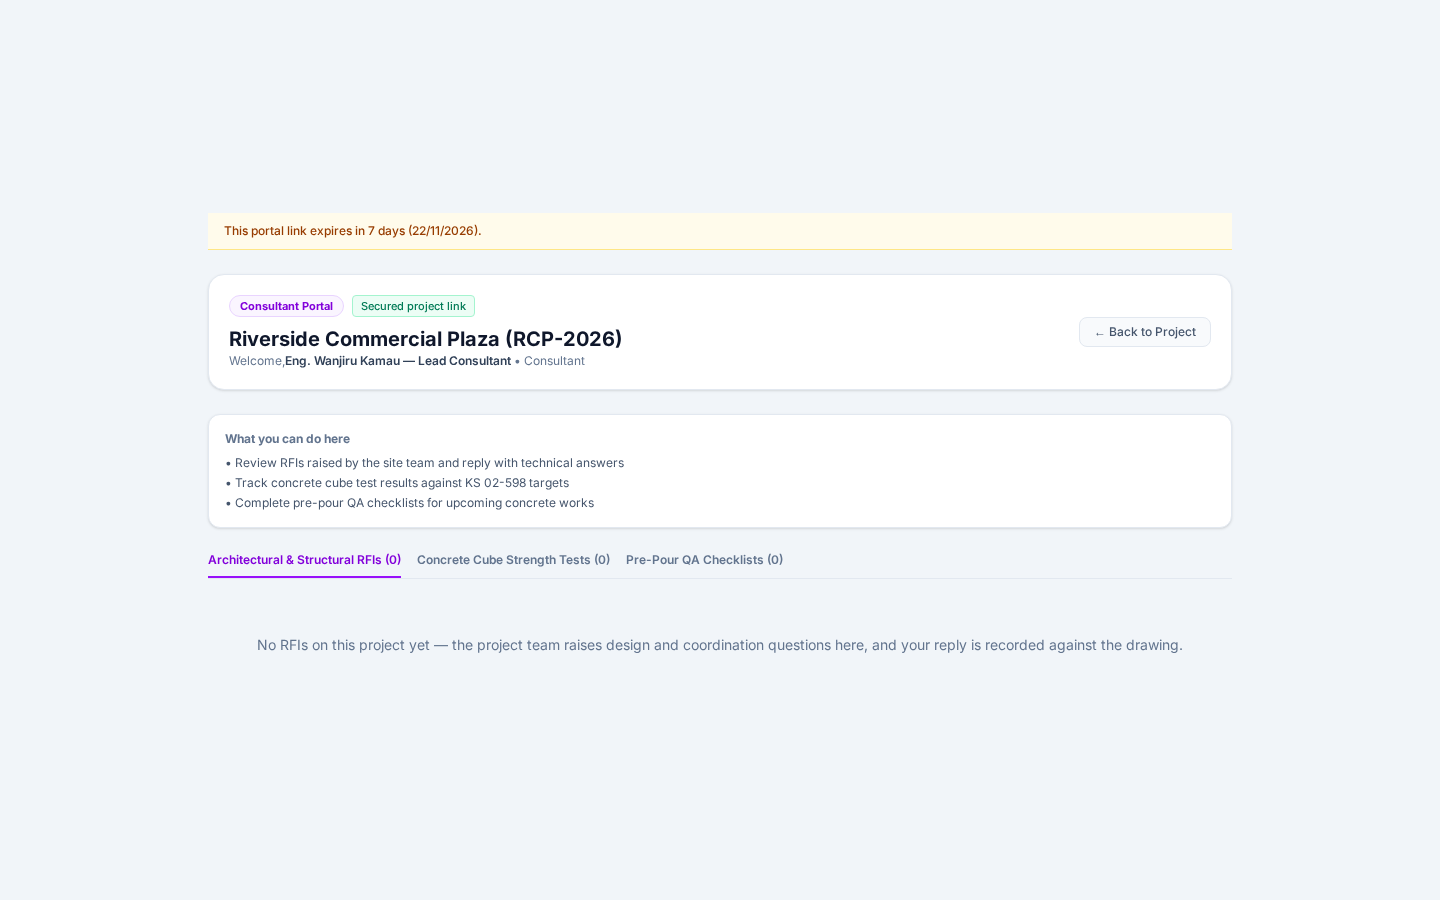 This portal link expires in 7 days (22/11/2026).
Consultant Portal
Secured project link
Riverside Commercial Plaza (RCP-2026)
Welcome,Eng. Wanjiru Kamau — Lead Consultant • Consultant
← Back to Project
What you can do here
• Review RFIs raised by the site team and reply with technical answers
• Track concrete cube test results against KS 02-598 targets
• Complete pre-pour QA checklists for upcoming concrete works
Architectural & Structural RFIs (0)
Concrete Cube Strength Tests (0)
Pre-Pour QA Checklists (0)
No RFIs on this project yet — the project team raises design and coordination questions here, and your reply is recorded against the drawing.